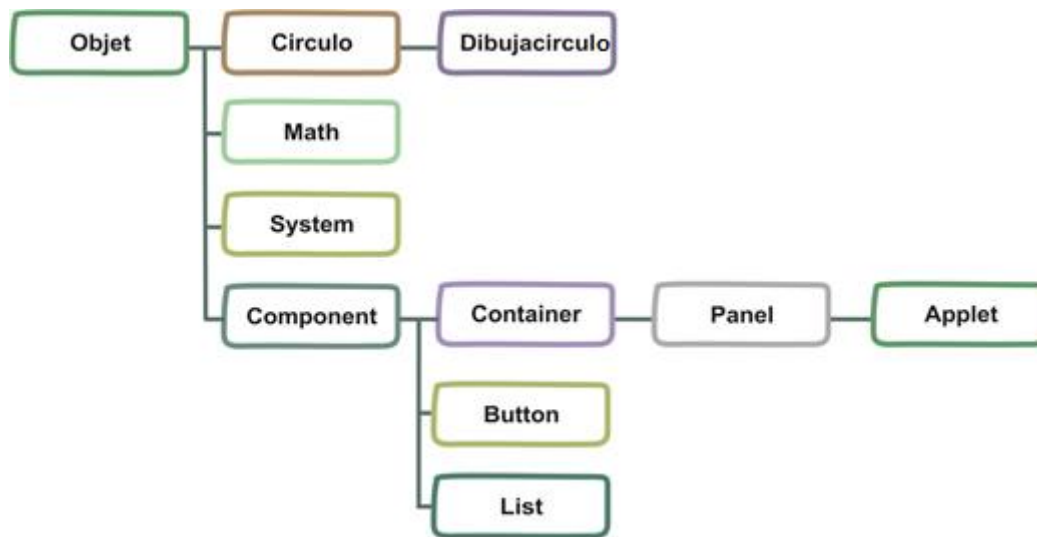 Objet
Circulo
Dibujacirculo
Math
System
Component
Container
Panel
Applet
Button
List